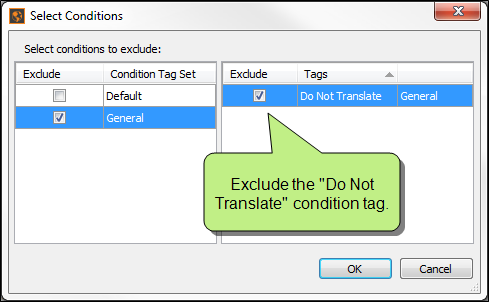 Select Conditions
Select conditions to exclude:
Exclude Condition Tag Set
Default
General
Exclude Tags
Do Not Translate General
Exclude the "Do Not
Translate" condition tag.
OK Cancel